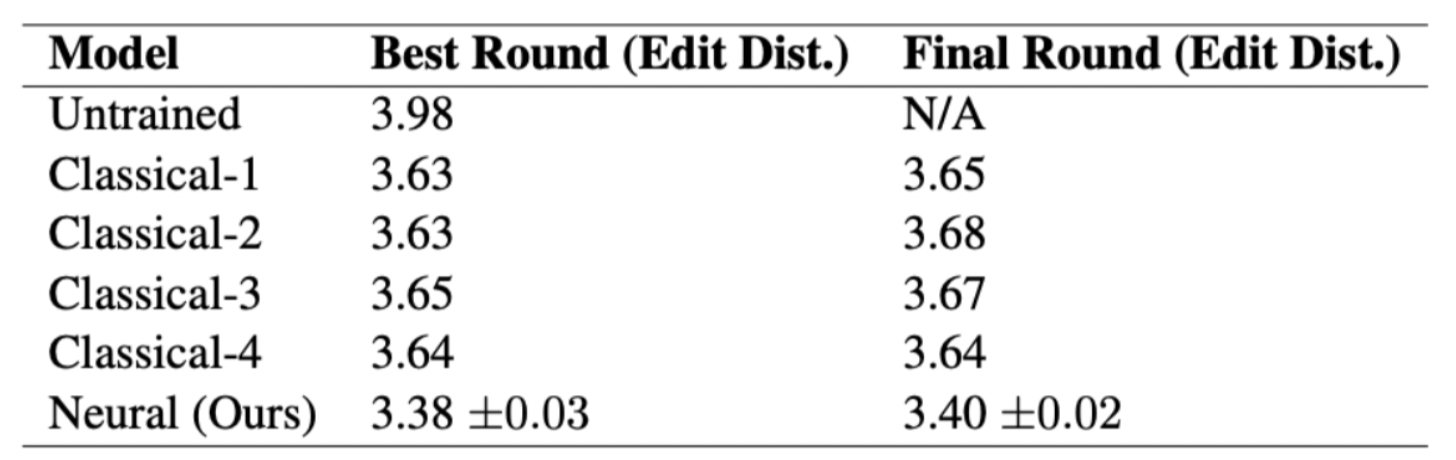 Model Best Round (Edit Dist.) Final Round (Edit Dist.)
Untrained 3.98 N/A
Classical-1 3.63 3.65
Classical-2 3.63 3.68
Classical-3 3.65 3.67
Classical-4 3.64 3.64
Neural (Ours) 3.38 ±0.03 3.40 ±0.02